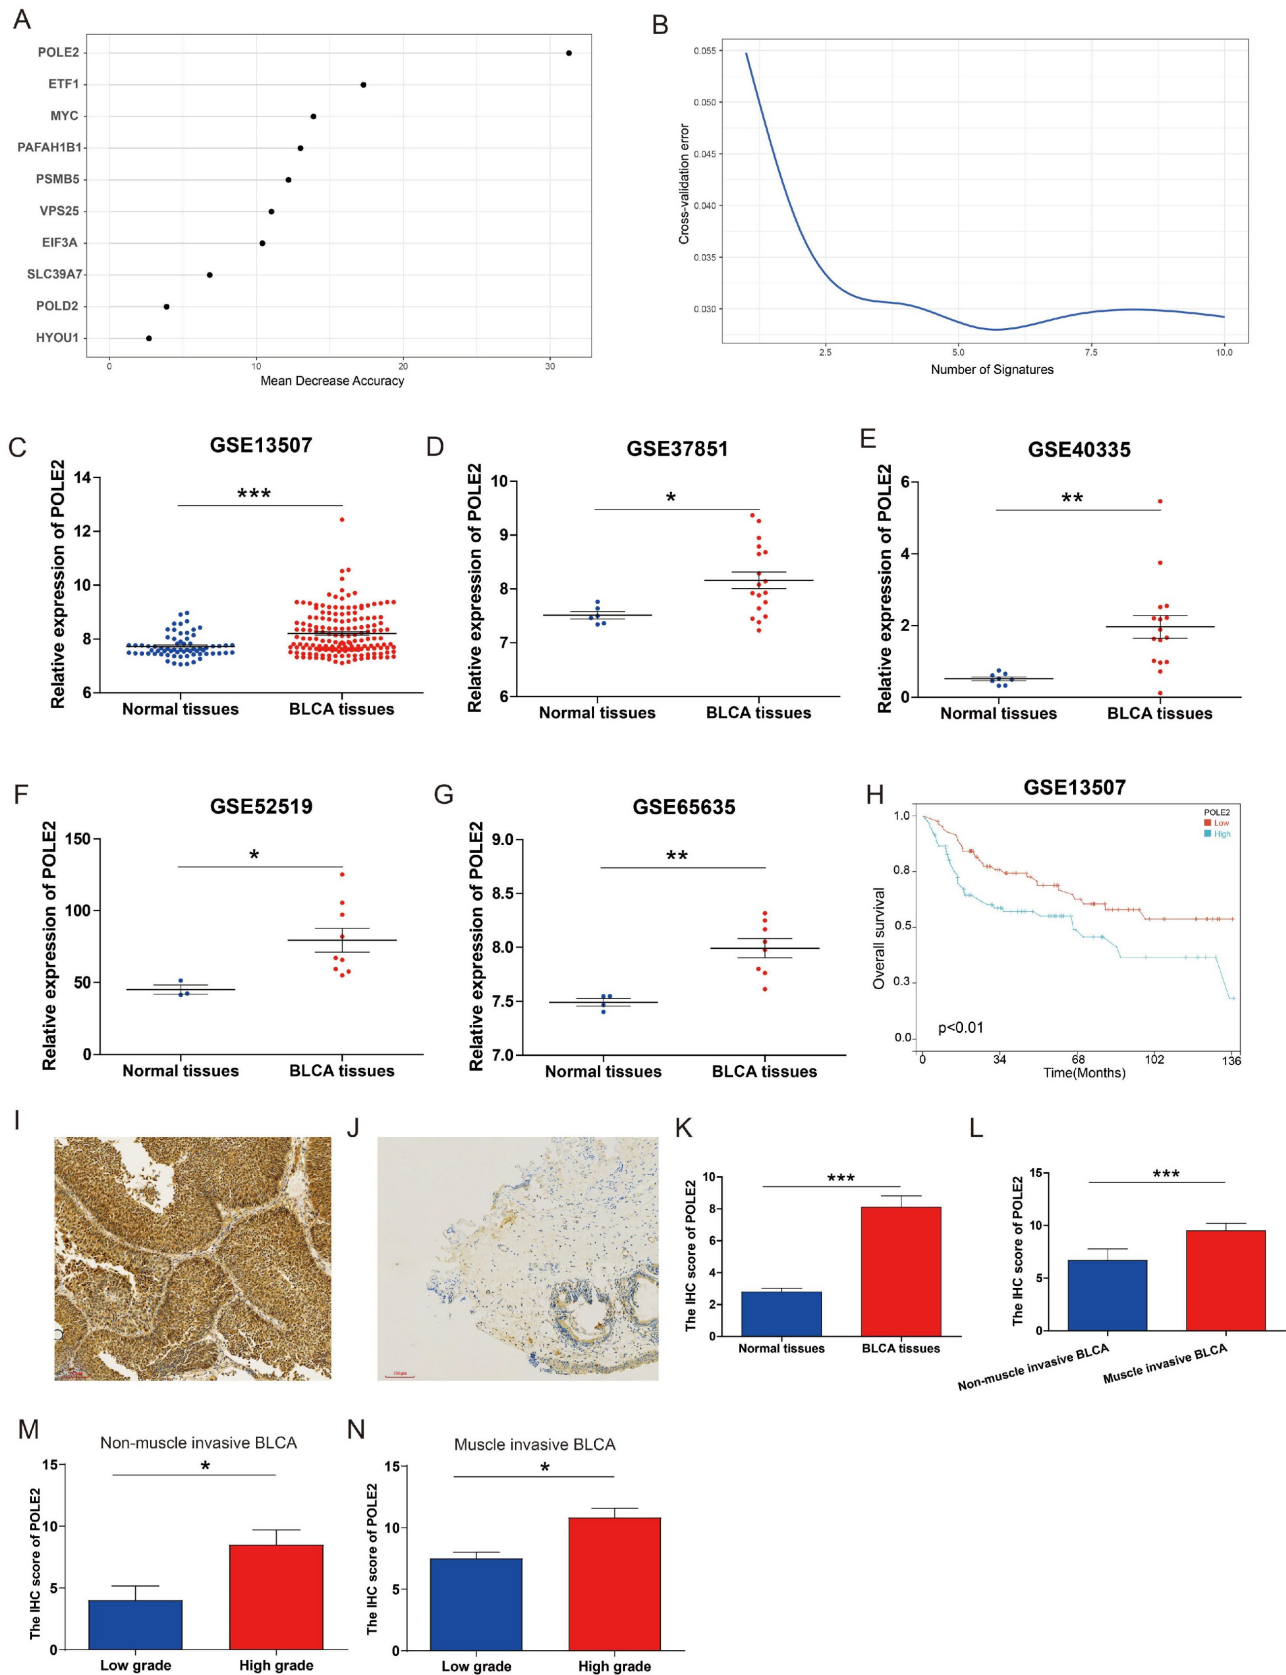 A
POLE2
ETF1
MYC
PAFAH1B1
PSMB5
VPS25
EIF3A
SLC39A7
POLD2
HYOU1
0 10 20 30
Mean Decrease Accuracy
B
Cross-validation error
0.055
0.050
0.045
0.040
0.035
0.030
2.5 5.0 7.5 10.0
Number of Signatures
C
GSE13507
Relative expression of POLE2
14
12
10
8
6
***
Normal tissues BLCA tissues
D
GSE37851
Relative expression of POLE2
10
9
8
7
6
*
Normal tissues BLCA tissues
E
GSE40335
Relative expression of POLE2
6
4
2
0
**
Normal tissues BLCA tissues
F
GSE52519
Relative expression of POLE2
150
100
50
0
*
Normal tissues BLCA tissues
G
GSE65635
Relative expression of POLE2
9.0
8.5
8.0
7.5
7.0
**
Normal tissues BLCA tissues
H
GSE13507
POLE2
Low
High
Overall survival
1.0
0.8
0.5
0.3
0.0
p<0.01
0 34 68 102 136
Time(Months)
I
J
K
The IHC score of POLE2
10
8
6
4
2
0
***
Normal tissues BLCA tissues
L
The IHC score of POLE2
15
10
5
0
***
Non-muscle invasive BLCA Muscle invasive BLCA
M
Non-muscle invasive BLCA
The IHC score of POLE2
15
10
5
0
*
Low grade High grade
N
Muscle invasive BLCA
The IHC score of POLE2
15
10
5
0
*
Low grade High grade